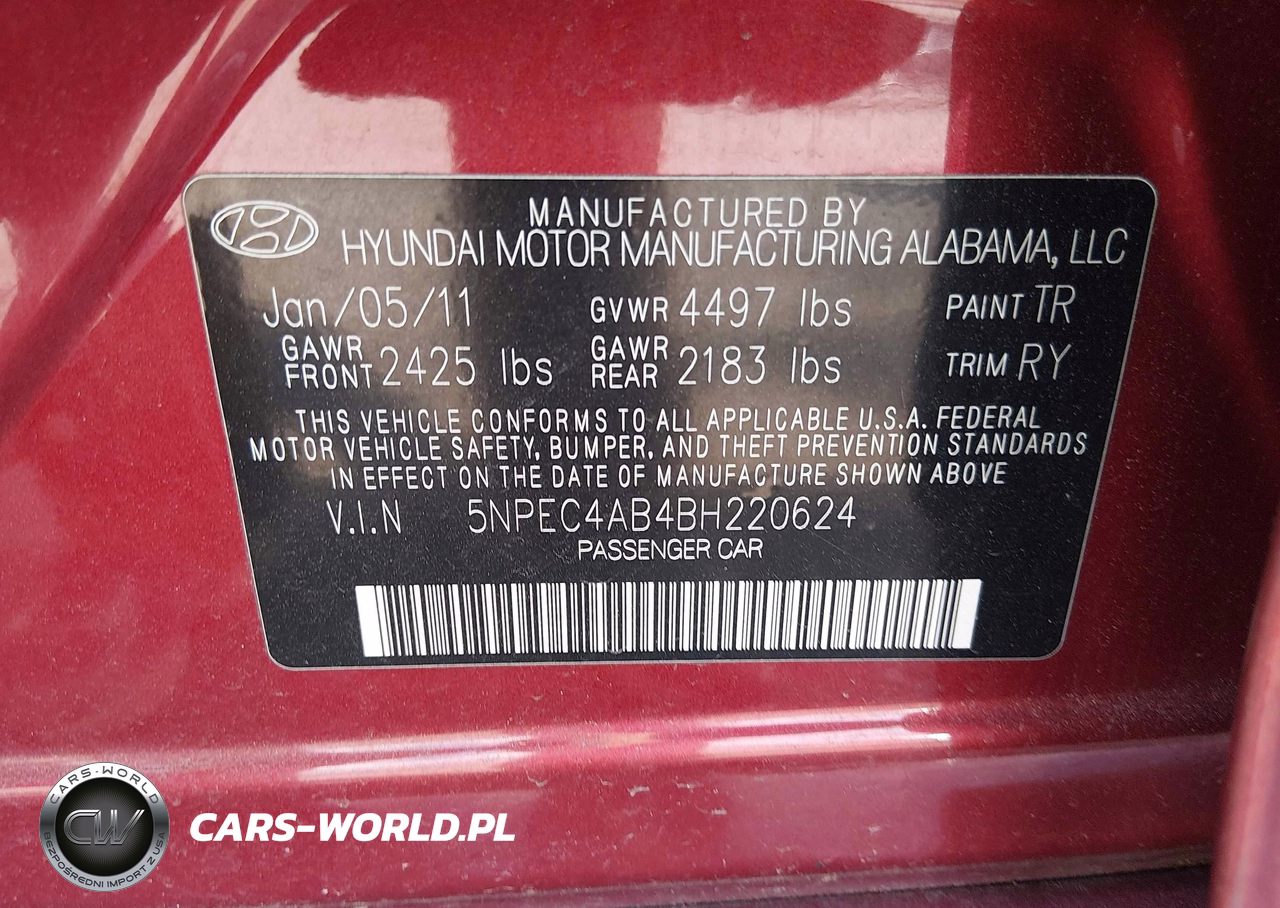 MANUFACTURED BY
HYUNDAI MOTOR MANUFACTURING ALABAMA, LLC
Jan/05/11 GVWR 4497 lbs PAINT TR
GAWR FRONT 2425 lbs GAWR REAR 2183 lbs TRIM RY
THIS VEHICLE CONFORMS TO ALL APPLICABLE U.S.A. FEDERAL
MOTOR VEHICLE SAFETY, BUMPER, AND THEFT PREVENTION STANDARDS
IN EFFECT ON THE DATE OF MANUFACTURE SHOWN ABOVE
V.I.N 5NPEC4AB4BH220624
PASSENGER CAR
CARS-WORLD
CW
BEZPOŚREDNI IMPORT Z USA
CARS-WORLD.PL